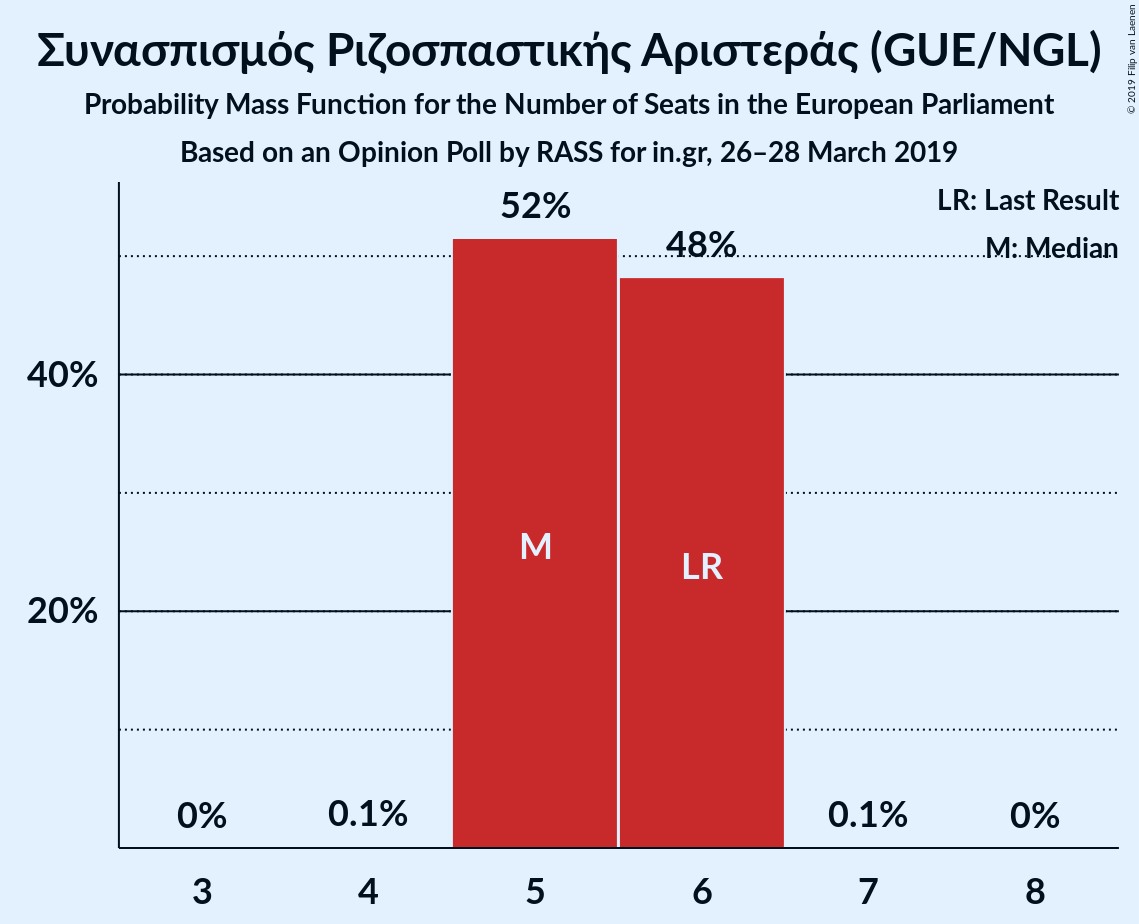 Συνασπισμός Ριζοσπαστικής Αριστεράς (GUE/NGL)
Probability Mass Function for the Number of Seats in the European Parliament
Based on an Opinion Poll by RASS for in.gr, 26–28 March 2019
© 2019 Filip van Laenen
LR: Last Result
M: Median
52%
48%
40%
20%
M
LR
0%
0.1%
0.1%
0%
3
4
5
6
7
8